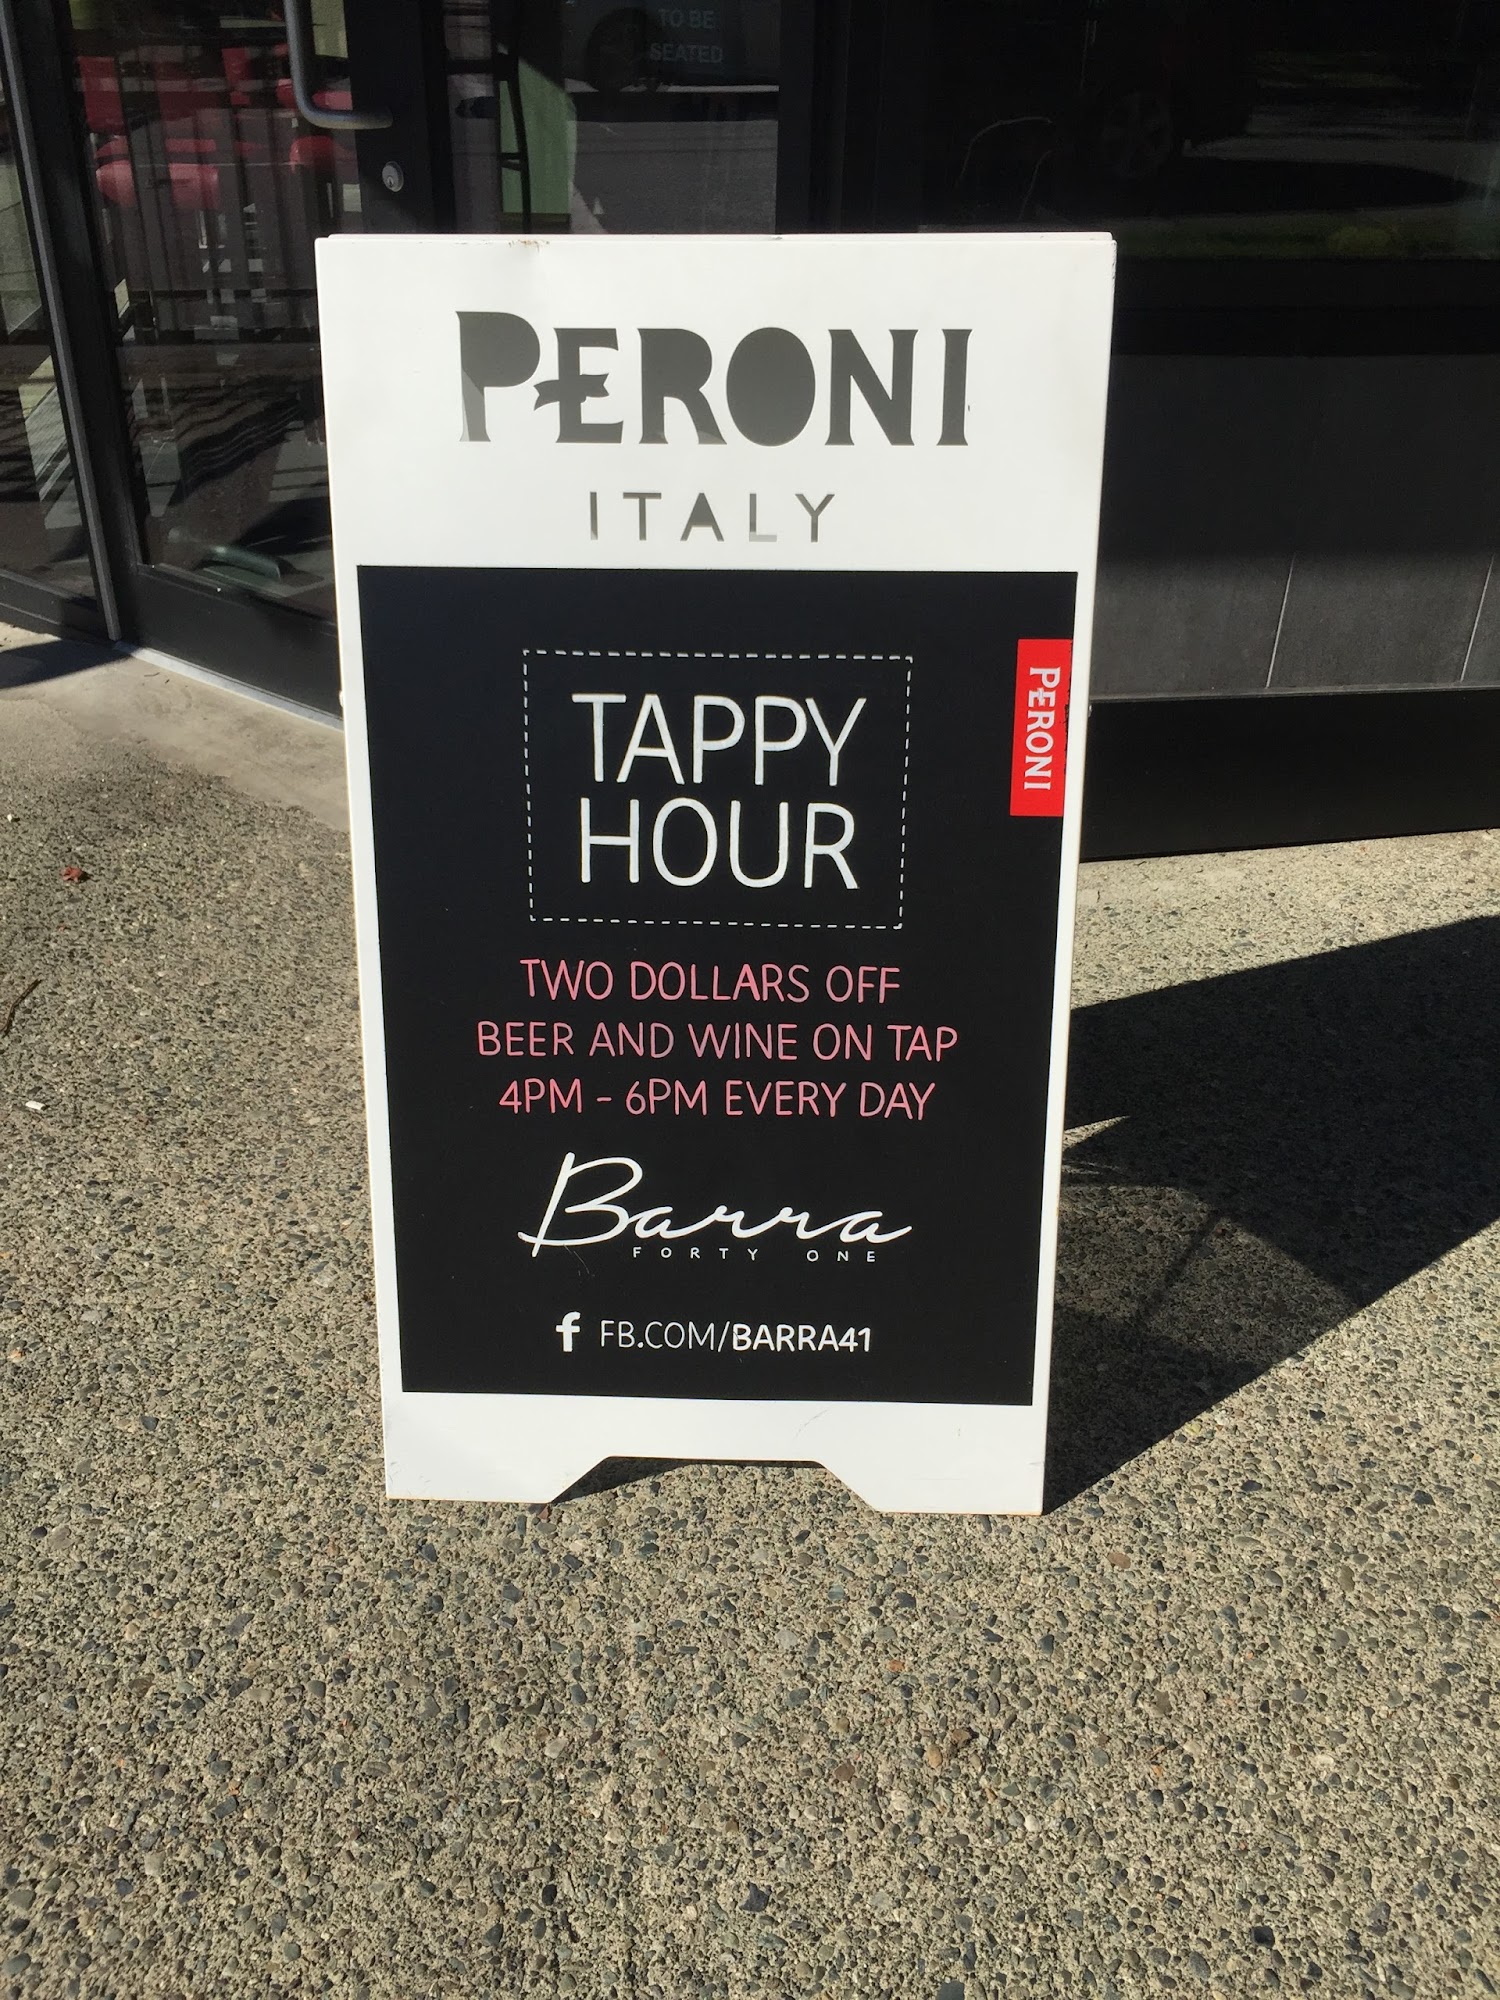 TO BE
SEATED
PERONI
ITALY
PERONI
TAPPY
HOUR
TWO DOLLARS OFF
BEER AND WINE ON TAP
4PM - 6PM EVERY DAY
Barra
FORTY ONE
f FB.COM/BARRA41